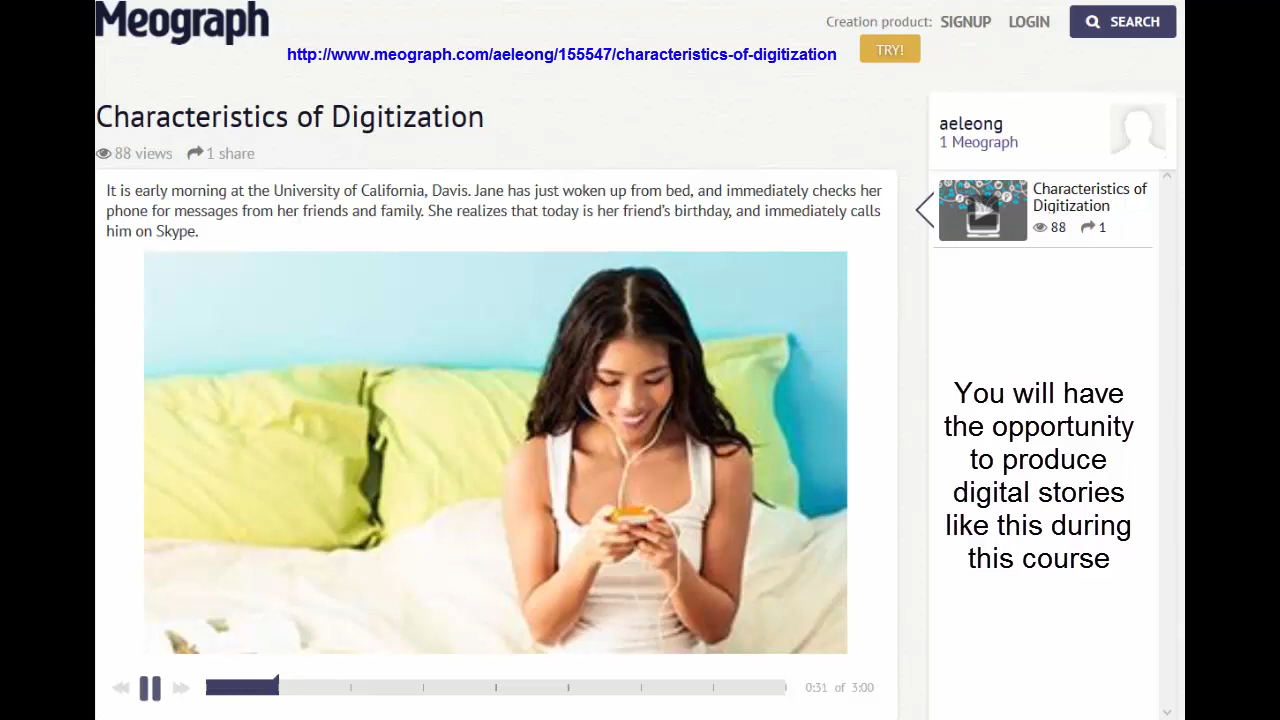 Meograph
Creation product: SIGNUP LOGIN SEARCH
http://www.meograph.com/aeleong/155547/characteristics-of-digitization
TRY!
Characteristics of Digitization
88 views 1 share
It is early morning at the University of California, Davis. Jane has just woken up from bed, and immediately checks her
phone for messages from her friends and family. She realizes that today is her friend's birthday, and immediately calls
him on Skype.
0:31 of 3:00
aeleong
1 Meograph
Characteristics of
Digitization
88 1
You will have
the opportunity
to produce
digital stories
like this during
this course